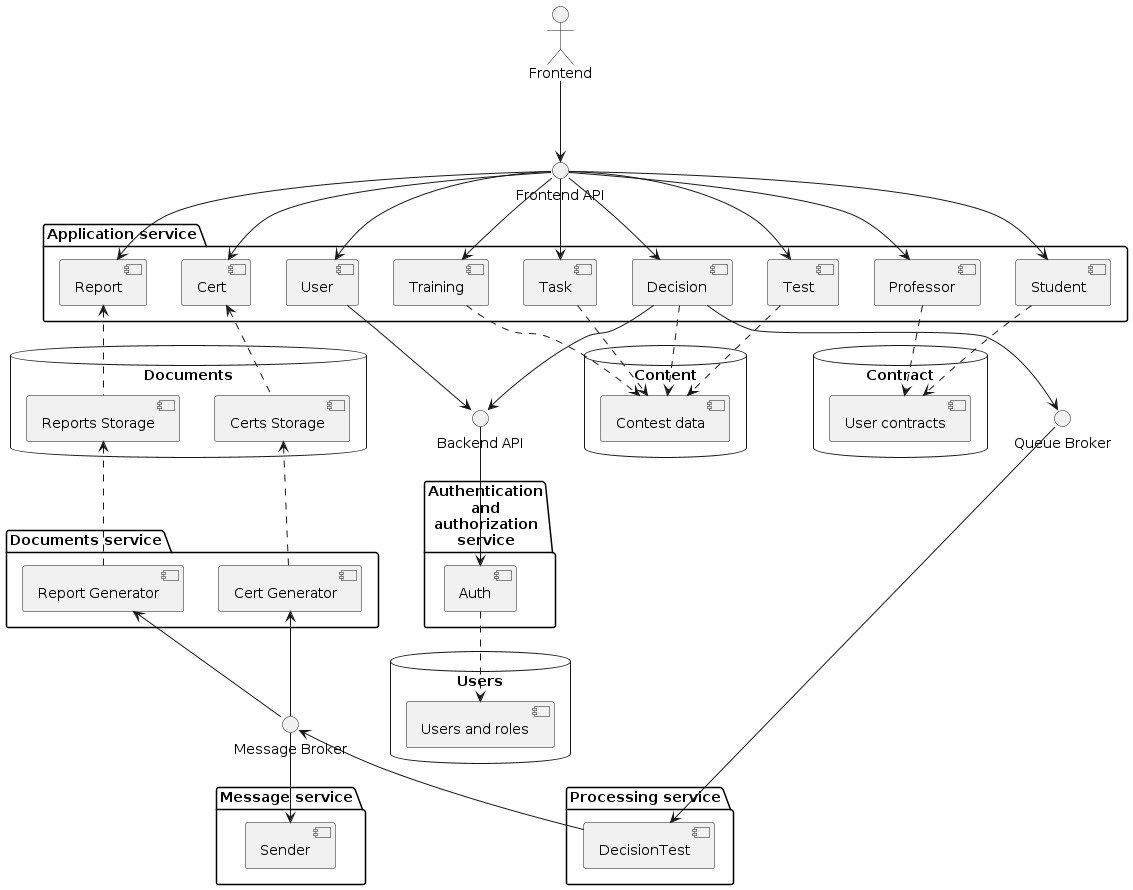 Frontend
Frontend API
Application service
Report
Cert
User
Training
Task
Decision
Test
Professor
Student
Documents
Content
Contract
Reports Storage
Certs Storage
Contest data
User contracts
Backend API
Queue Broker
Authentication
and
authorization
service
Documents service
Report Generator
Cert Generator
Auth
Users
Users and roles
Message Broker
Message service
Processing service
Sender
DecisionTest